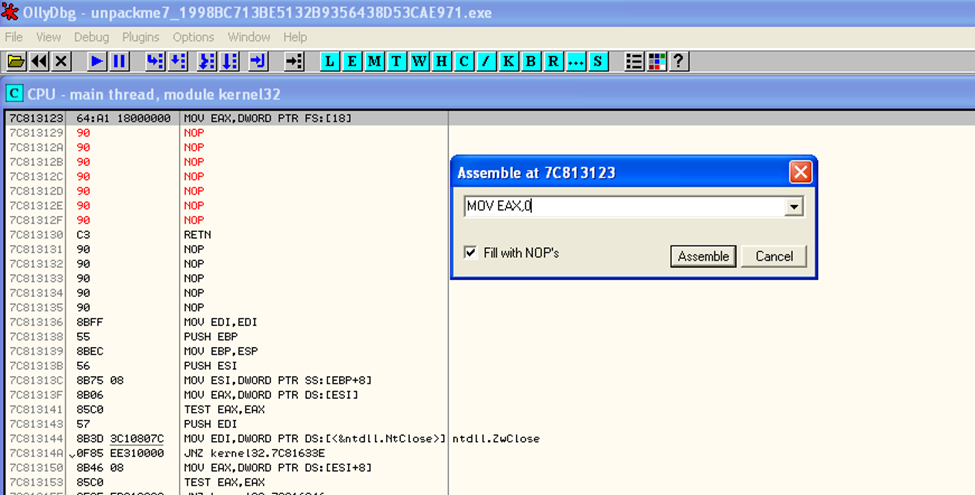 OllyDbg - unpackme7_1998BC713BE5132B9356438D53CAE971.exe
File View Debug Plugins Options Window Help
L E M T W H C / K B R ... S ?
C CPU - main thread, module kernel32
7C813123 64:A1 18000000 MOV EAX,DWORD PTR FS:[18]
7C813129 90 NOP
7C81312A 90 NOP
7C81312B 90 NOP
7C81312C 90 NOP
7C81312D 90 NOP
7C81312E 90 NOP
7C81312F 90 NOP
7C813130 C3 RETN
7C813131 90 NOP
7C813132 90 NOP
7C813133 90 NOP
7C813134 90 NOP
7C813135 90 NOP
7C813136 8BFF MOV EDI,EDI
7C813138 55 PUSH EBP
7C813139 8BEC MOV EBP,ESP
7C81313B 56 PUSH ESI
7C81313C 8B75 08 MOV ESI,DWORD PTR SS:[EBP+8]
7C81313F 8B06 MOV EAX,DWORD PTR DS:[ESI]
7C813141 85C0 TEST EAX,EAX
7C813143 57 PUSH EDI
7C813144 8B3D 3C10807C MOV EDI,DWORD PTR DS:[<&ntdll.NtClose>] ntdll.ZwClose
7C81314A 0F85 EE310000 JNZ kernel32.7C81633E
7C813150 8B46 08 MOV EAX,DWORD PTR DS:[ESI+8]
7C813153 85C0 TEST EAX,EAX
Assemble at 7C813123
MOV EAX,0
Fill with NOP's
Assemble Cancel